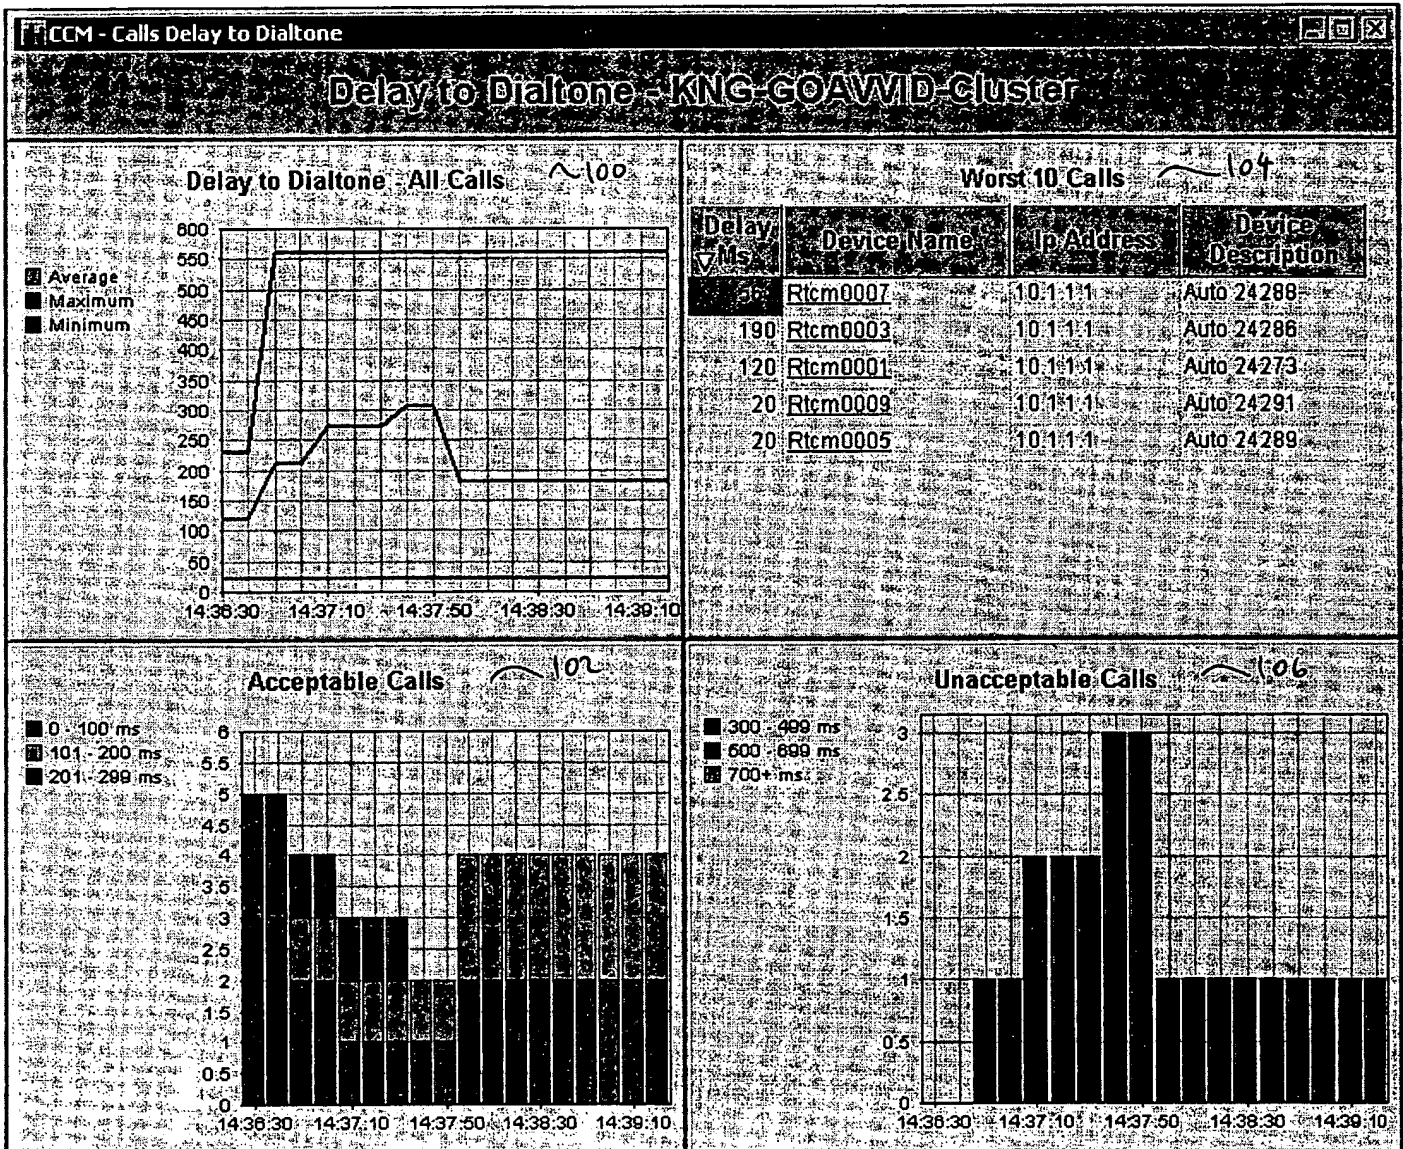 CCM - Calls Delay to Dialtone
Delay to Dialtone - KNG-GOAVVID-Cluster
Delay to Dialtone - All Calls
100
Average
Maximum
Minimum
600
550
500
450
400
350
300
250
200
150
100
50
0
14:36:30 14:37:10 14:37:50 14:38:30 14:39:10
Worst 10 Calls
104
Delay Ms Device Name Ip Address Device Description
Rtcm0007 10.1.1.1 Auto 24288
190 Rtcm0003 10.1.1.1 Auto 24286
120 Rtcm0001 10.1.1.1 Auto 24273
20 Rtcm0009 10.1.1.1 Auto 24291
20 Rtcm0005 10.1.1.1 Auto 24289
Acceptable Calls
102
0 - 100 ms
101 - 200 ms
201 - 299 ms
6
5.5
5
4.5
4
3.5
3
2.5
2
1.5
1
0.5
0
14:36:30 14:37:10 14:37:50 14:38:30 14:39:10
Unacceptable Calls
106
300 - 499 ms
500 - 699 ms
700+ ms
3
2.5
2
1.5
1
0.5
0
14:36:30 14:37:10 14:37:50 14:38:30 14:39:10